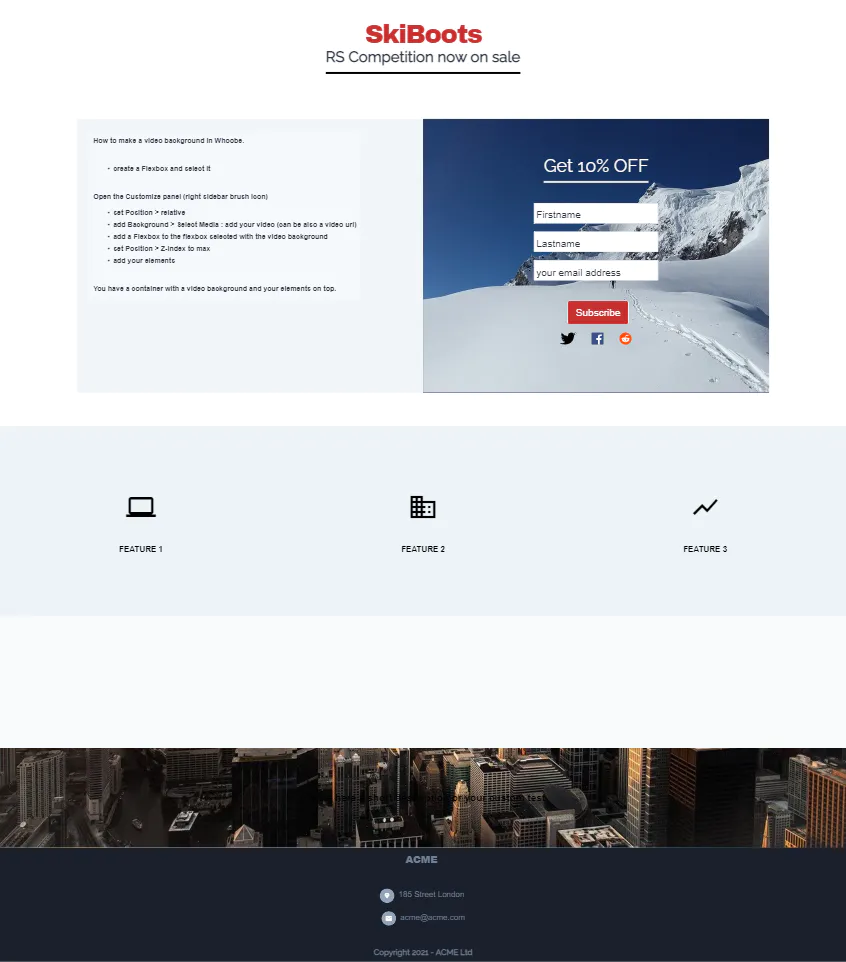 SkiBoots
RS Competition now on sale
How to make a video background in Whoobe.
• create a Flexbox and select it
Open the Customize panel (right sidebar brush icon)
• set Position > relative
• add Background > Select Media : add your video (can be also a video url)
• add a Flexbox to the flexbox selected with the video background
• set Position > Z-index to max
• add your elements
You have a container with a video background and your elements on top.
Get 10% OFF
Firstname
Lastname
your email address
Subscribe
FEATURE 1
FEATURE 2
FEATURE 3
for your custom test
ACME
185 Street London
acme@acme.com
Copyright 2021 - ACME Ltd